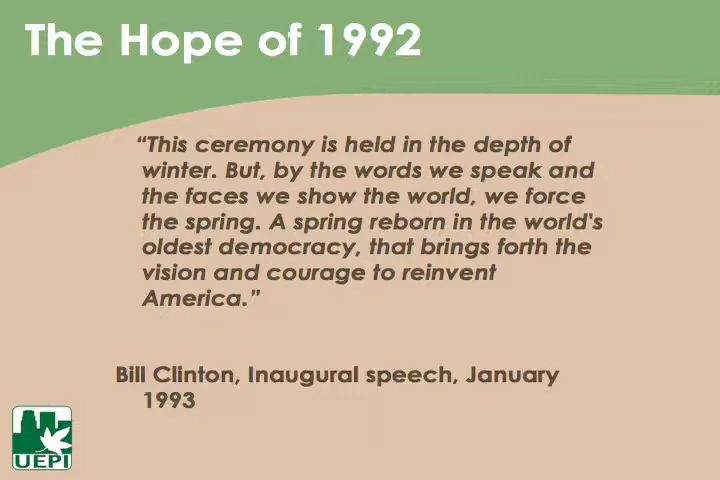 The Hope of 1992
“This ceremony is held in the depth of
winter. But, by the words we speak and
the faces we show the world, we force
the spring. A spring reborn in the world's
oldest democracy, that brings forth the
vision and courage to reinvent
America.”
Bill Clinton, Inaugural speech, January
1993
UEPI